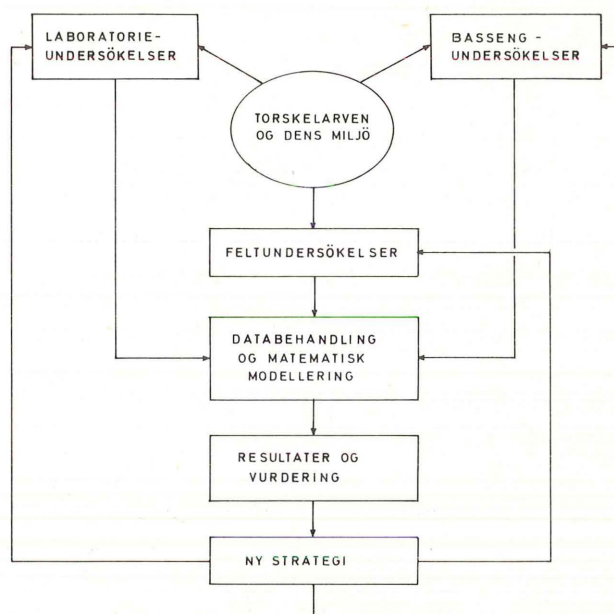 LABORATORIE-
UNDERSÖKELSER
BASSENG -
UNDERSÖKELSER
TORSKELARVEN
OG DENS MILJÖ
FELTUNDERSÖKELSER
DATABEHANDLING
OG MATEMATISK
MODELLERING
RESULTATER OG
VURDERING
NY STRATEGI